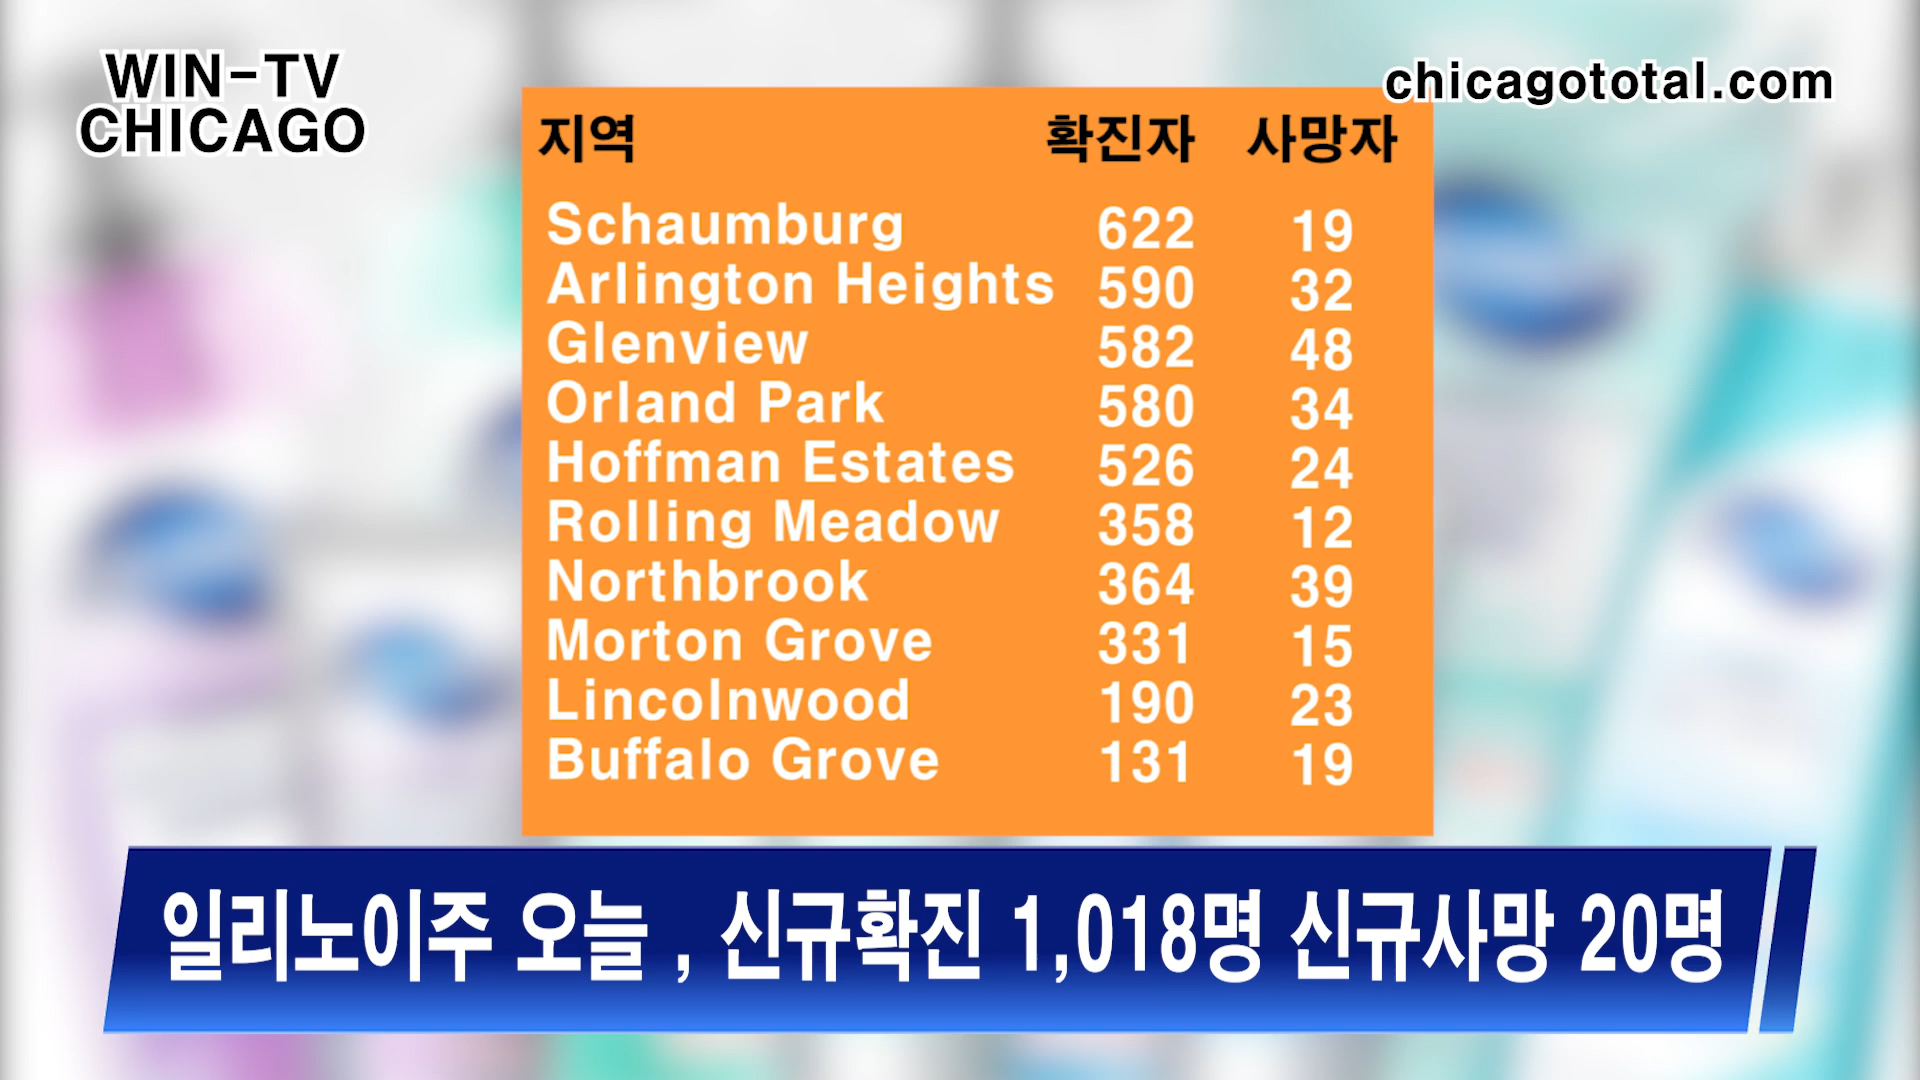 WIN-TV
CHICAGO
chicagototal.com
지역 확진자 사망자
Schaumburg 622 19
Arlington Heights 590 32
Glenview 582 48
Orland Park 580 34
Hoffman Estates 526 24
Rolling Meadow 358 12
Northbrook 364 39
Morton Grove 331 15
Lincolnwood 190 23
Buffalo Grove 131 19
일리노이주 오늘 , 신규확진 1,018명 신규사망 20명